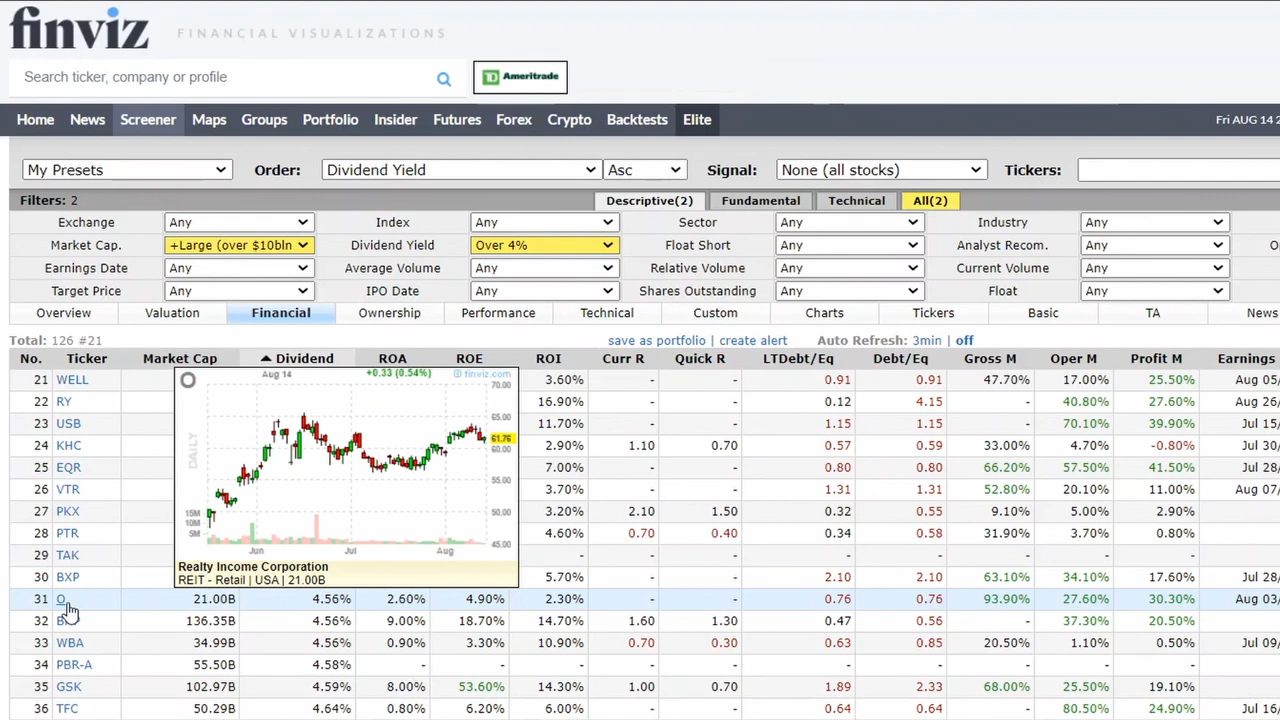 finviz FINANCIAL VISUALIZATIONS
Search ticker, company or profile Ameritrade
Home News Screener Maps Groups Portfolio Insider Futures Forex Crypto Backtests Elite Fri AUG 14
My Presets Order: Dividend Yield Asc Signal: None (all stocks) Tickers:
Filters: 2 Descriptive(2) Fundamental Technical All(2)
Exchange Any Index Any Sector Any Industry Any
Market Cap. +Large (over $10bln Dividend Yield Over 4% Float Short Any Analyst Recom. Any
Earnings Date Any Average Volume Any Relative Volume Any Current Volume Any
Target Price Any IPO Date Any Shares Outstanding Any Float Any
Overview Valuation Financial Ownership Performance Technical Custom Charts Tickers Basic TA News
Total: 126 #21 save as portfolio | create alert Auto Refresh: 3min | off
No. Ticker Market Cap Dividend ROA ROE ROI Curr R Quick R LTDebt/Eq Debt/Eq Gross M Oper M Profit M Earnings
21 WELL 3.60% - - 0.91 0.91 47.70% 17.00% 25.50% Aug 05/
22 RY 16.90% - - 0.12 4.15 - 40.80% 27.60% Aug 26/
23 USB 11.70% - - 1.15 1.15 - 70.10% 39.90% Jul 15/
24 KHC 2.90% 1.10 0.70 0.57 0.59 33.00% 4.70% -0.80% Jul 30/
25 EQR 7.00% - - 0.80 0.80 66.20% 57.50% 41.50% Jul 28/
26 VTR 3.70% - - 1.31 1.31 52.80% 20.10% 11.00% Aug 07/
27 PKX 3.20% 2.10 1.50 0.32 0.55 9.10% 5.00% 2.90%
28 PTR 4.60% 0.70 0.40 0.34 0.58 31.90% 3.70% 0.80%
29 TAK - - - - - - - -
30 BXP 5.70% - - 2.10 2.10 63.10% 34.10% 17.60% Jul 28/
31 O 21.00B 4.56% 2.60% 4.90% 2.30% - - 0.76 0.76 93.90% 27.60% 30.30% Aug 03/
32 136.35B 4.56% 9.00% 18.70% 14.70% 1.60 1.30 0.47 0.56 - 37.30% 20.50%
33 WBA 34.99B 4.56% 0.90% 3.30% 10.90% 0.70 0.30 0.63 0.85 20.50% 1.10% 0.50% Jul 09/
34 PBR-A 55.50B 4.58% - - - - - - - - - -
35 GSK 102.97B 4.59% 8.00% 53.60% 14.30% 1.00 0.70 1.89 2.33 68.00% 25.50% 19.10%
36 TFC 50.29B 4.64% 0.80% 6.20% 6.00% - - 0.64 0.64 - 80.50% 24.90% Jul 16/
Aug 14 +0.33 (0.54%) © finviz.com
70.00
65.00
61.76
60.00
55.00
50.00
45.00
DAILY
15M
10M
5M
Jun Jul Aug
Realty Income Corporation
REIT - Retail | USA | 21.00B